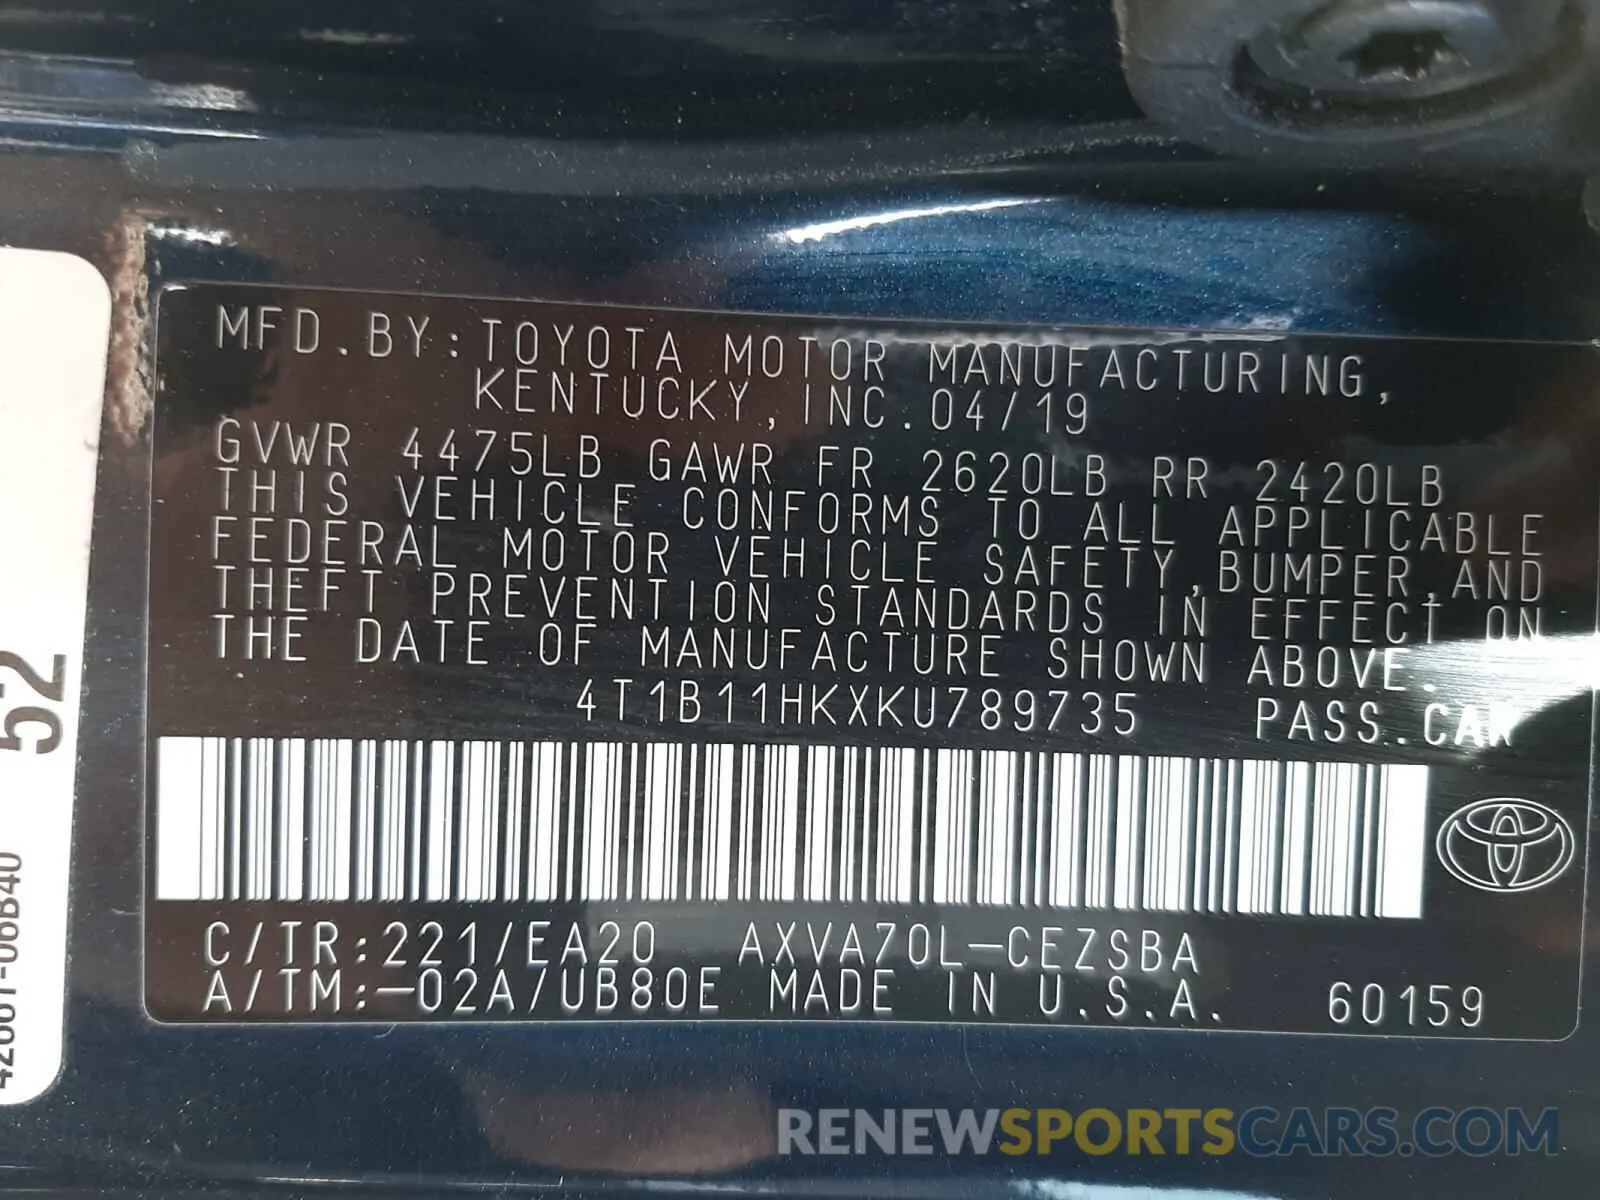 MFD.BY:TOYOTA MOTOR MANUFACTURING,
KENTUCKY,INC.04/19
GVWR 4475LB GAWR FR 2620LB RR 2420LB
THIS VEHICLE CONFORMS TO ALL APPLICABLE
FEDERAL MOTOR VEHICLE SAFETY,BUMPER,AND
THEFT PREVENTION STANDARDS IN EFFECT ON
THE DATE OF MANUFACTURE SHOWN ABOVE.
4T1B11HKXKU789735 PASS.CAR
C/TR:221/EA20 AXVA70L-CEZSBA
A/TM:-02A/UB80E MADE IN U.S.A. 60159
52
RENEWSPORTSCARS.COM